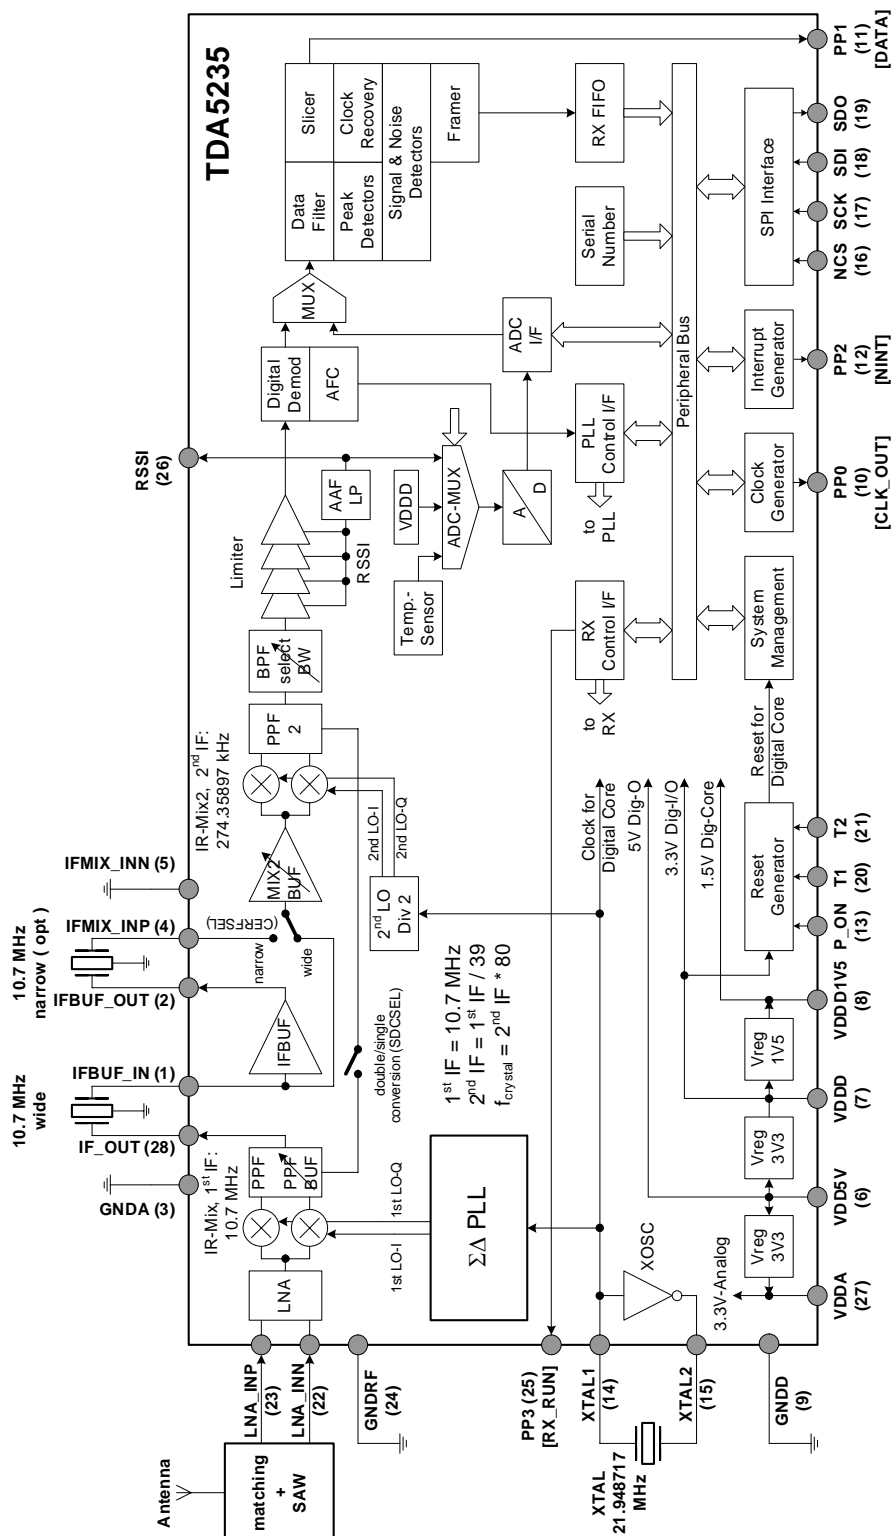 TDA5235
Antenna
matching
+
SAW
LNA_INP
(23)
LNA_INN
(22)
GNDRF
(24)
PP3 (25)
[RX_RUN]
XTAL1
(14)
XTAL
21.948717
MHz
XTAL2
(15)
GNDD
(9)
GNDA (3)
IF_OUT (28)
10.7 MHz
wide
IFBUF_IN (1)
IFBUF_OUT (2)
10.7 MHz
narrow ( opt )
IFMIX_INP (4)
IFMIX_INN (5)
RSSI
(26)
LNA
IR-Mix, 1st IF:
10.7 MHz
PPF
PPF
BUF
1st LO-I
1st LO-Q
ΣΔ PLL
IFBUF
narrow
(CERFSEL)
wide
double/single
conversion (SDCSEL)
MIX2
BUF
IR-Mix2, 2nd IF:
274.35897 kHz
PPF
2
2nd LO-I
2nd LO-Q
2nd LO
Div 2
1st IF = 10.7 MHz
2nd IF = 1st IF / 39
fcrystal = 2nd IF * 80
BPF
select
BW
Limiter
RSSI
AAF
LP
Temp.-
Sensor
VDDD
ADC-MUX
A
D
ADC
I/F
Digital
Demod
AFC
MUX
Data
Filter
Slicer
Peak
Detectors
Clock
Recovery
Signal & Noise
Detectors
Framer
RX FIFO
Serial
Number
PLL
Control I/F
to
PLL
RX
Control I/F
to
RX
Peripheral Bus
XOSC
Clock for
Digital Core
5V Dig-O
3.3V Dig-I/O
1.5V Dig-Core
3.3V-Analog
Vreg
3V3
Vreg
3V3
Vreg
1V5
Reset
Generator
Reset for
Digital Core
System
Management
Clock
Generator
Interrupt
Generator
SPI Interface
VDDA
(27)
VDD5V
(6)
VDDD
(7)
VDDD1V5
(8)
P_ON
(13)
T1
(20)
T2
(21)
PP0
(10)
[CLK_OUT]
PP2
(12)
[NINT]
NCS
(16)
SCK
(17)
SDI
(18)
SDO
(19)
PP1
(11)
[DATA]